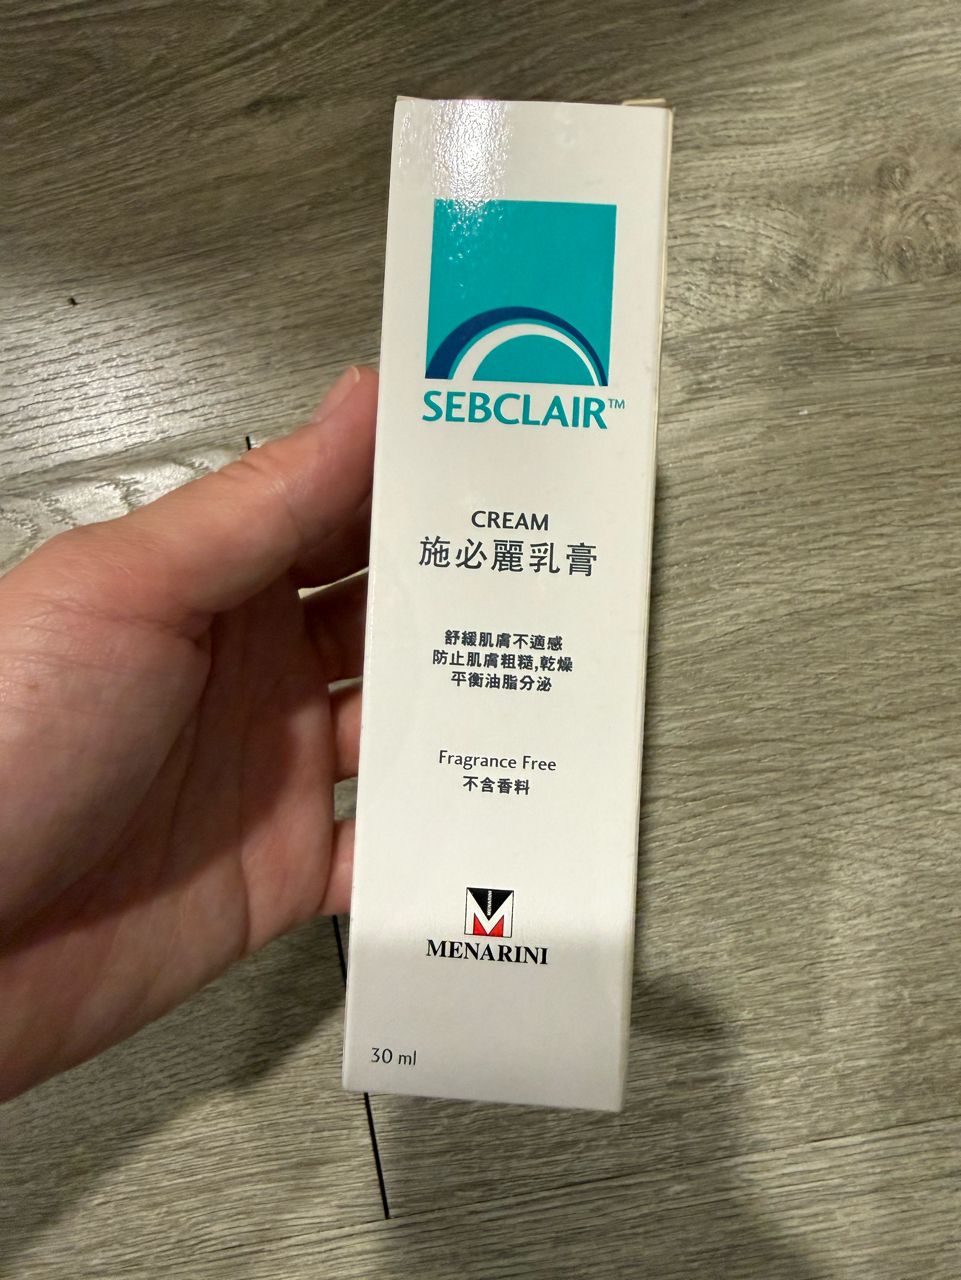 SEBCLAIR™
CREAM
施必麗乳膏
舒緩肌膚不適感
防止肌膚粗糙,乾燥
平衡油脂分泌
Fragrance Free
不含香料
MENARINI
MENARINI
30 ml